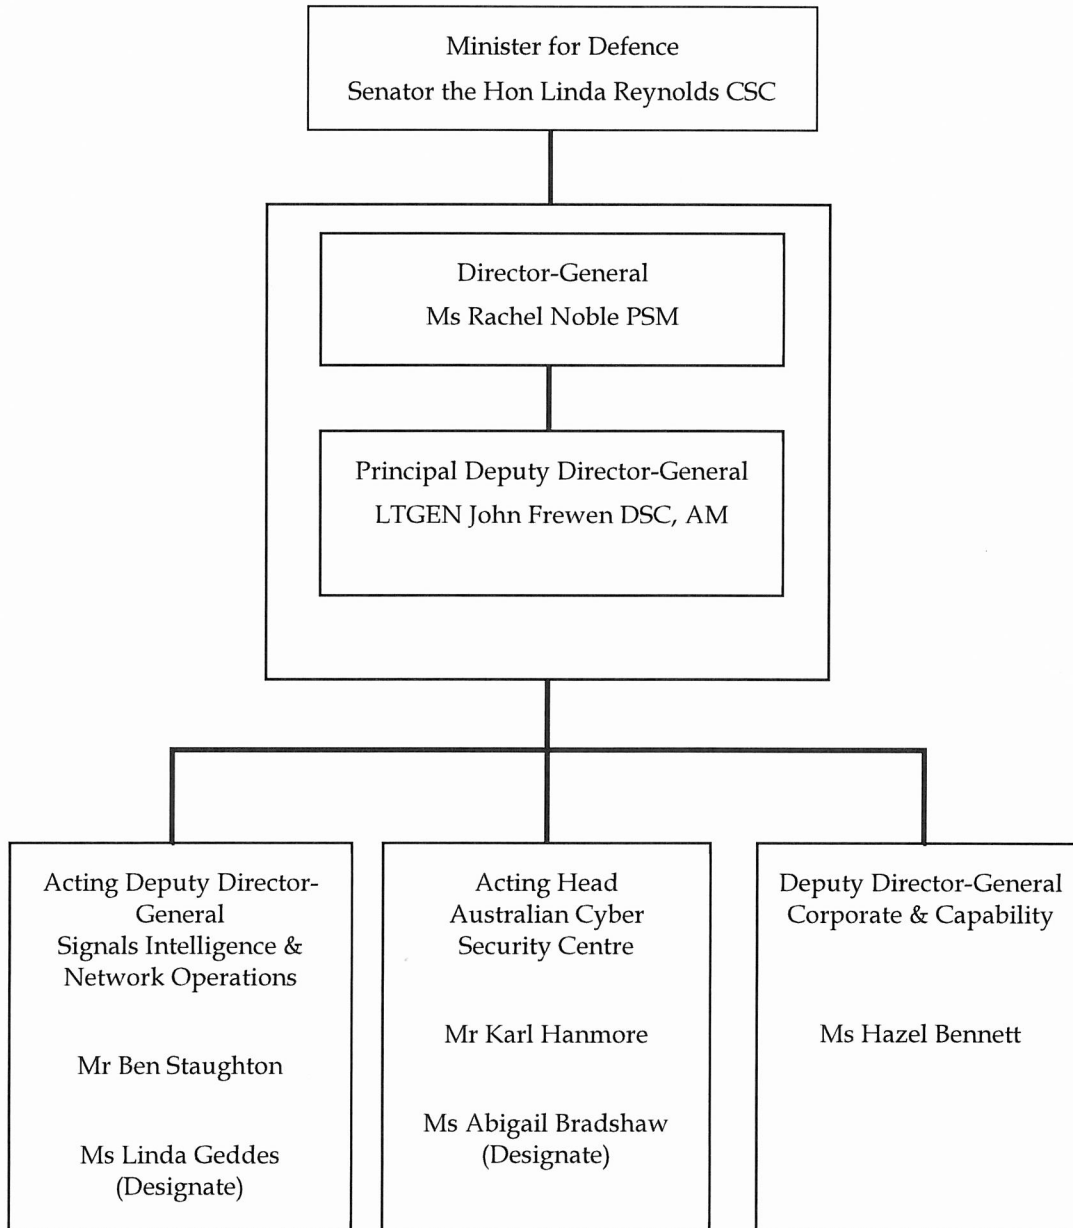 Minister for Defence
Senator the Hon Linda Reynolds CSC
Director-General
Ms Rachel Noble PSM
Principal Deputy Director-General
LTGEN John Frewen DSC, AM
Acting Deputy Director-
General
Signals Intelligence &
Network Operations
Mr Ben Staughton
Ms Linda Geddes
(Designate)
Acting Head
Australian Cyber
Security Centre
Mr Karl Hanmore
Ms Abigail Bradshaw
(Designate)
Deputy Director-General
Corporate & Capability
Ms Hazel Bennett